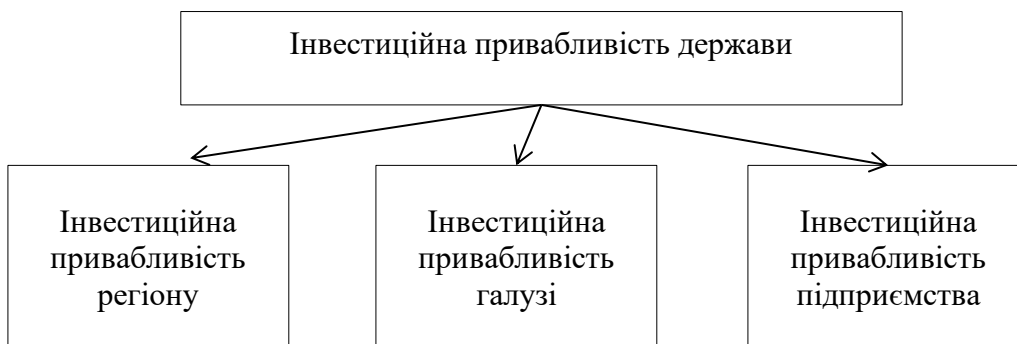 Інвестиційна привабливість держави
Інвестиційна
привабливість
регіону
Інвестиційна
привабливість
галузі
Інвестиційна
привабливість
підприємства